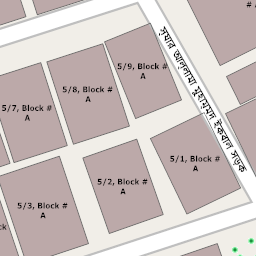 5/9, Block #
A
5/8, Block #
A
5/7, Block #
A
5/1, Block #
A
5/2, Block #
A
5/3, Block #
A